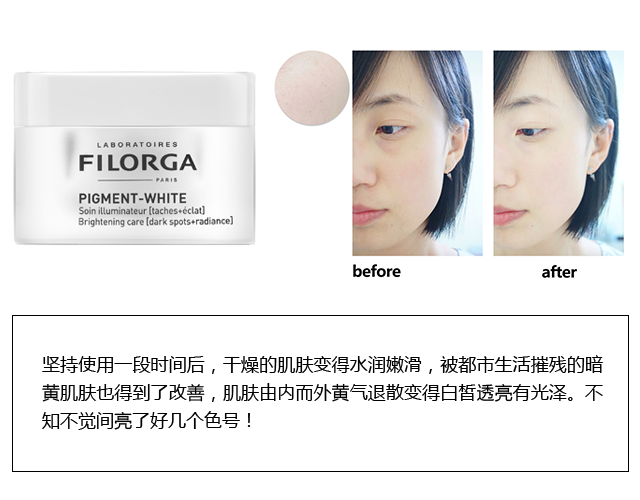 LABORATOIRES
FILORGA
PARIS
PIGMENT-WHITE
Soin illuminateur [taches+éclat]
Brightening care [dark spots+radiance]
before
after
坚持使用一段时间后，干燥的肌肤变得水润嫩滑，被都市生活摧残的暗
黄肌肤也得到了改善，肌肤由内而外黄气退散变得白皙透亮有光泽。不
知不觉间亮了好几个色号！